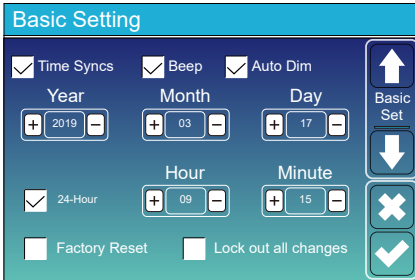 Basic Setting
Time Syncs Beep Auto Dim
Year Month Day
+ 2019 - + 03 - + 17 -
Basic
Set
Hour Minute
24-Hour + 09 - + 15 -
Factory Reset Lock out all changes